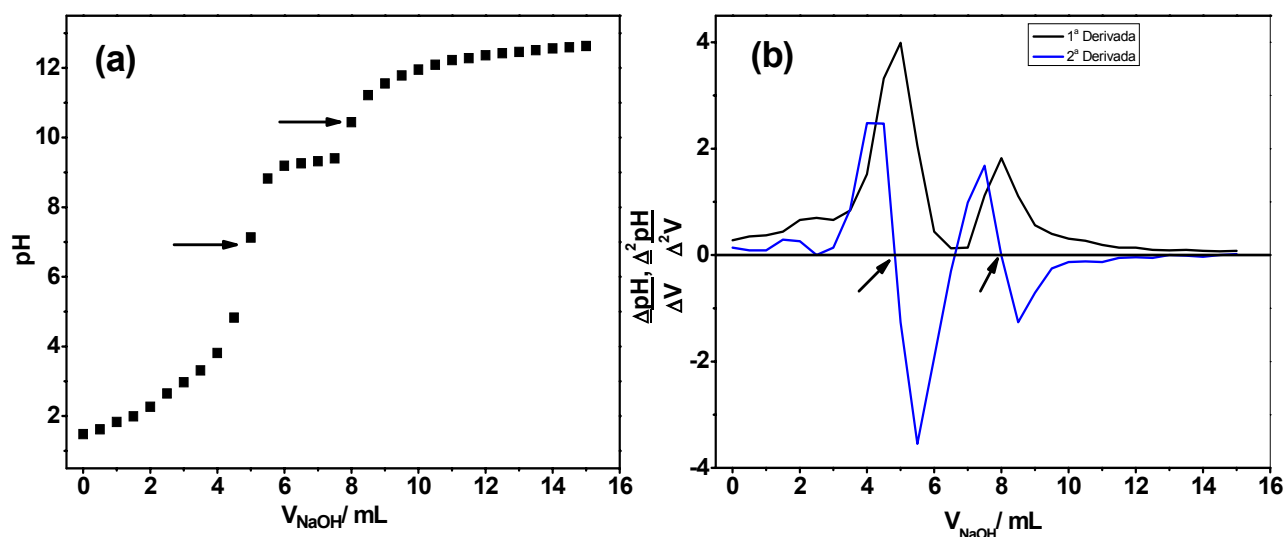 (a)
12
10
8
6
4
2
pH
0 2 4 6 8 10 12 14 16
V_NaOH/ mL
(b)
1ª Derivada
2ª Derivada
4
2
0
-2
-4
ΔpH, Δ²pH
ΔV Δ²V
0 2 4 6 8 10 12 14 16
V_NaOH/ mL